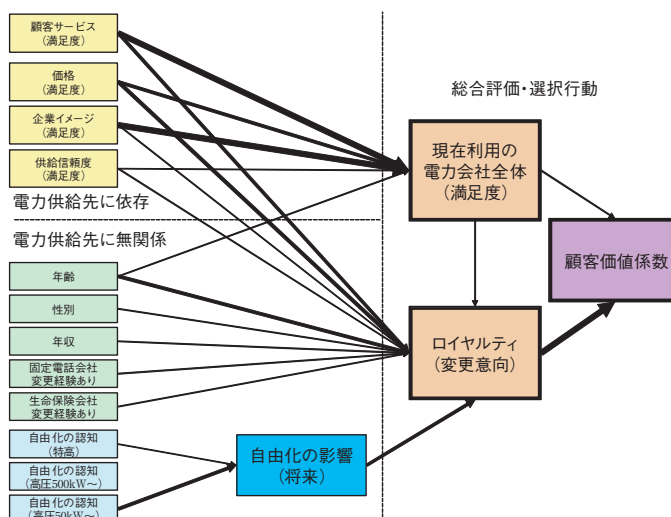 顧客サービス
(満足度)
価格
(満足度)
企業イメージ
(満足度)
供給信頼度
(満足度)
電力供給先に依存
電力供給先に無関係
年齢
性別
年収
固定電話会社
変更経験あり
生命保険会社
変更経験あり
自由化の認知
(特高)
自由化の認知
(高圧500kW～)
自由化の認知
(高圧50kW～)
自由化の影響
(将来)
総合評価・選択行動
現在利用の
電力会社全体
(満足度)
ロイヤルティ
(変更意向)
顧客価値係数